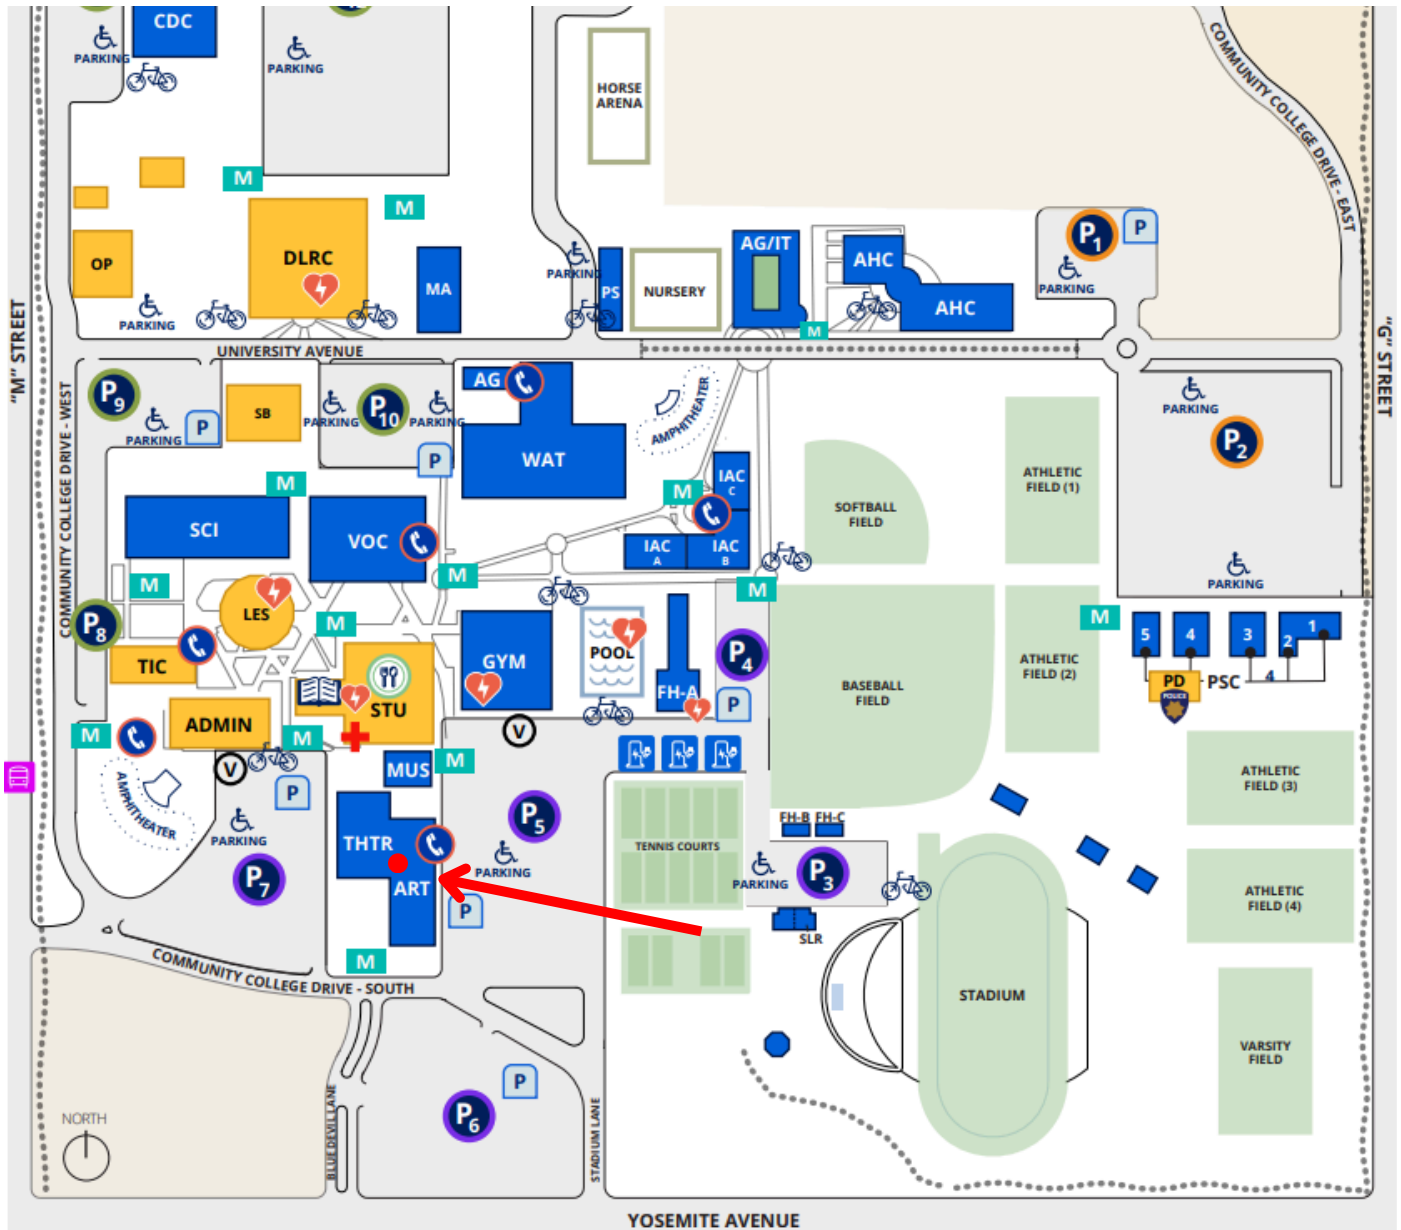 CDC
PARKING
PARKING
HORSE
ARENA
COMMUNITY COLLEGE DRIVE - EAST
M
M
OP
DLRC
MA
PARKING
PARKING
PS
NURSERY
AG/IT
AHC
AHC
M
P1
P
PARKING
"M" STREET
"G" STREET
UNIVERSITY AVENUE
COMMUNITY COLLEGE DRIVE - WEST
P9
PARKING
P
SB
PARKING
P10
PARKING
P
AG
WAT
AMPHITHEATER
IAC
C
M
IAC
A
IAC
B
PARKING
P2
PARKING
SOFTBALL
FIELD
ATHLETIC
FIELD (1)
M
SCI
VOC
M
M
M
LES
M
P8
TIC
GYM
POOL
FH-A
P4
P
BASEBALL
FIELD
ATHLETIC
FIELD (2)
M
5
4
3
2
1
4
PD
POLICE
PSC
STU
ADMIN
M
M
V
V
MUS
M
P
AMPHITHEATER
PARKING
P7
THTR
ART
P5
PARKING
P
M
TENNIS COURTS
FH-B
FH-C
PARKING
P3
SLR
ATHLETIC
FIELD (3)
ATHLETIC
FIELD (4)
STADIUM
VARSITY
FIELD
COMMUNITY COLLEGE DRIVE - SOUTH
P
P6
BLUE DEVIL LANE
STADIUM LANE
NORTH
YOSEMITE AVENUE